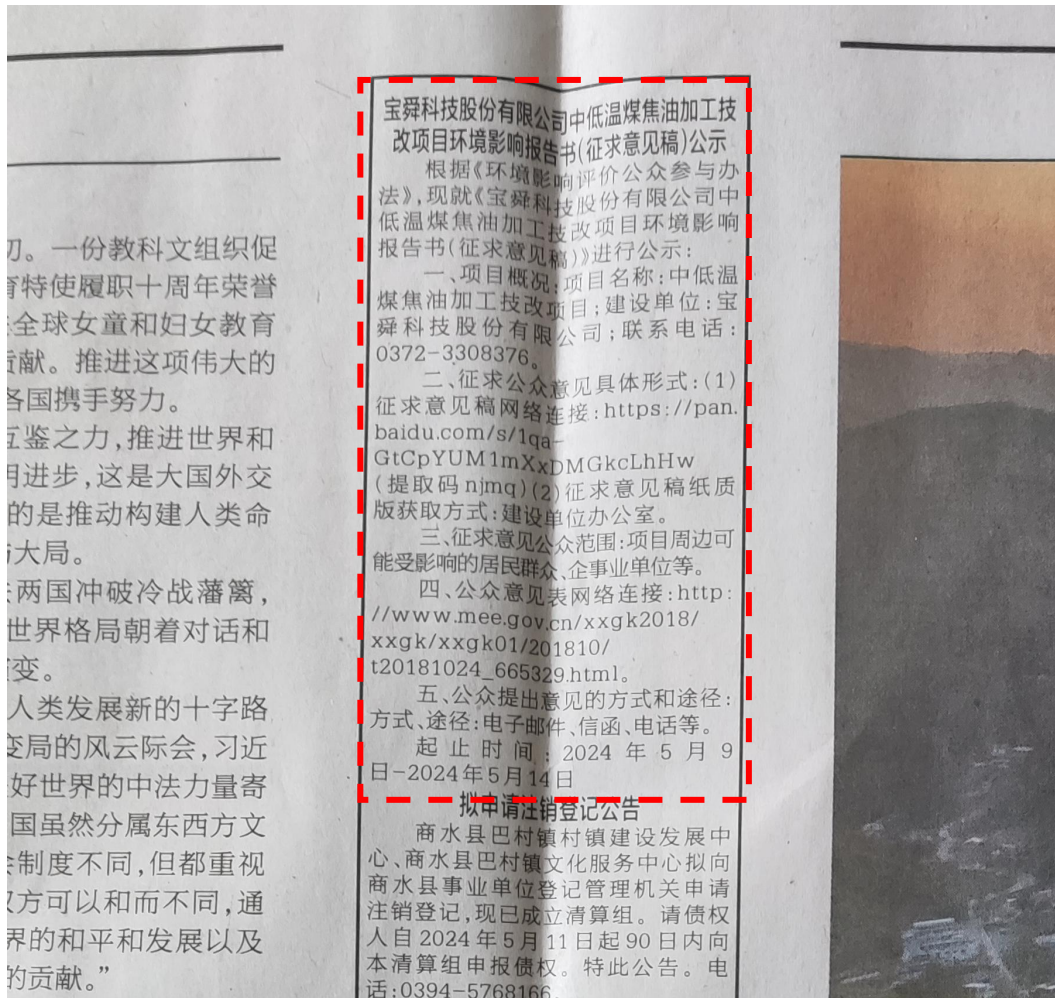 切。一份教科文组织促
育特使履职十周年荣誉
全球女童和妇女教育
贡献。推进这项伟大的
各国携手努力。
互鉴之力,推进世界和
明进步,这是大国外交
的是推动构建人类命
大局。
两国冲破冷战藩篱,
世界格局朝着对话和
变。
人类发展新的十字路
变局的风云际会,习近
好世界的中法力量寄
国虽然分属东西方文
会制度不同,但都重视
双方可以和而不同,通
界的和平和发展以及
的贡献。”
宝舜科技股份有限公司中低温煤焦油加工技
改项目环境影响报告书(征求意见稿)公示
根据《环境影响评价公众参与办
法》,现就《宝舜科技股份有限公司中
低温煤焦油加工技改项目环境影响
报告书(征求意见稿)》进行公示:
一、项目概况:项目名称:中低温
煤焦油加工技改项目;建设单位:宝
舜科技股份有限公司;联系电话:
0372-3308376。
二、征求公众意见具体形式:(1)
征求意见稿网络连接:https://pan.
baidu.com/s/1qa-
GtCpYUM1mXxDMGkcLhHw
(提取码njmq)(2)征求意见稿纸质
版获取方式:建设单位办公室。
三、征求意见公众范围:项目周边可
能受影响的居民群众、企事业单位等。
四、公众意见表网络连接:http:
//www.mee.gov.cn/xxgk2018/
xxgk/xxgk01/201810/
t20181024_665329.html。
五、公众提出意见的方式和途径:
方式、途径:电子邮件、信函、电话等。
起止时间:2024年5月9
日-2024年5月14日
拟申请注销登记公告
商水县巴村镇村镇建设发展中
心、商水县巴村镇文化服务中心拟向
商水县事业单位登记管理机关申请
注销登记,现已成立清算组。请债权
人自2024年5月11日起90日内向
本清算组申报债权。特此公告。电
话:0394-5768166